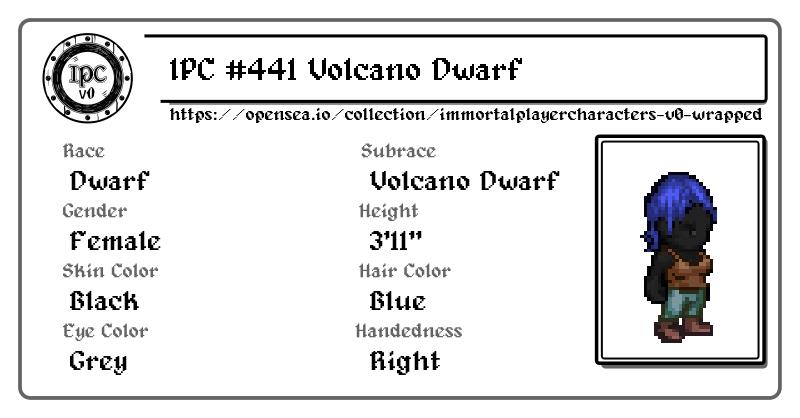 IPC
v0
IPC #441 Volcano Dwarf
https://opensea.io/collection/immortalplayercharacters-v0-wrapped
Race
Dwarf
Subrace
Volcano Dwarf
Gender
Female
Height
3'11"
Skin Color
Black
Hair Color
Blue
Eye Color
Grey
Handedness
Right